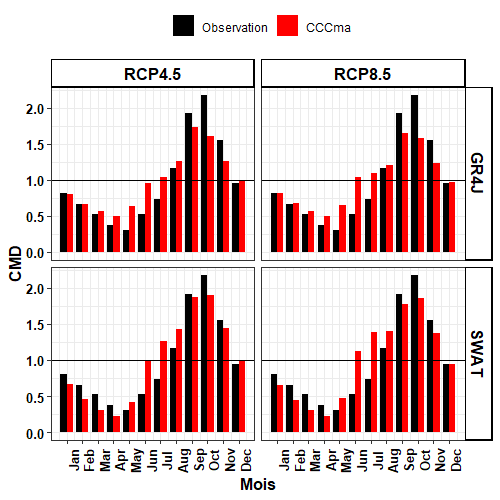 Observation CCCma
RCP4.5 RCP8.5
2.0
1.5
1.0
0.5
0.0
GR4J
CMD
2.0
1.5
1.0
0.5
0.0
SWAT
Jan Feb Mar Apr May Jun Jul Aug Sep Oct Nov Dec Jan Feb Mar Apr May Jun Jul Aug Sep Oct Nov Dec
Mois